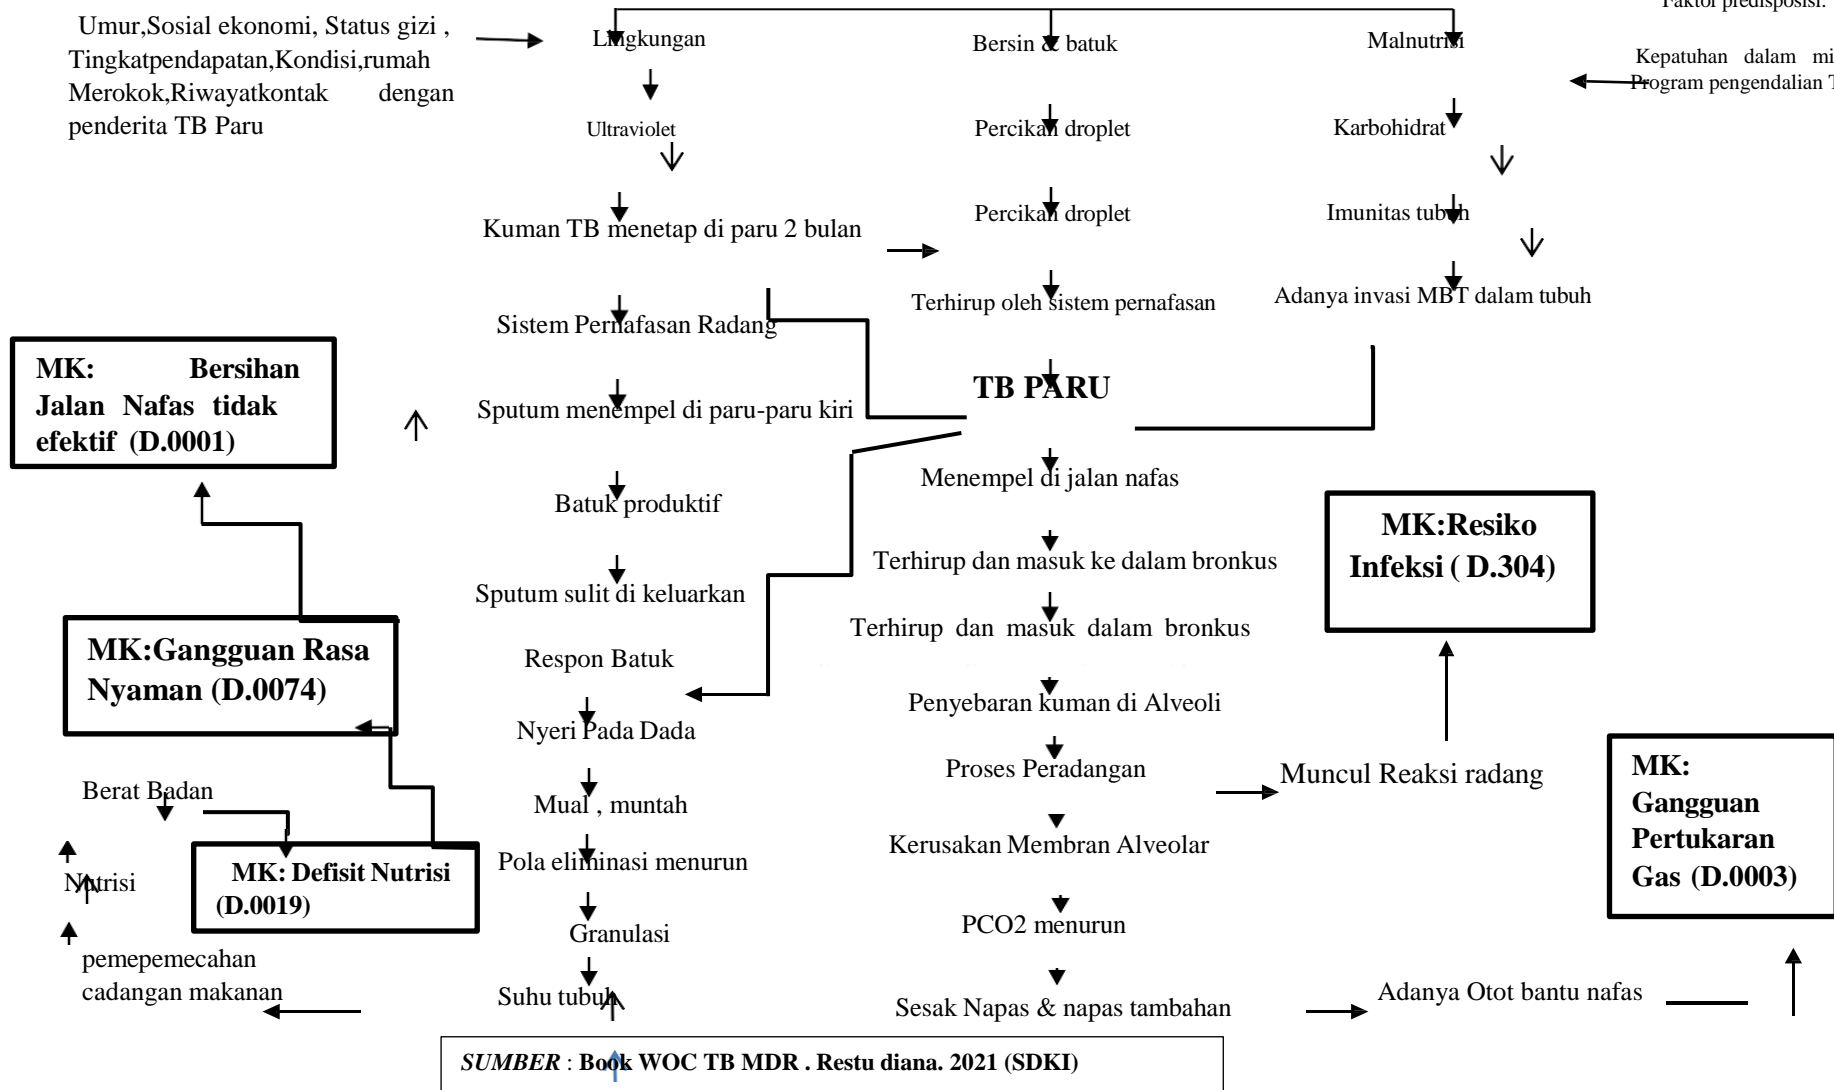 Umur,Sosial ekonomi, Status gizi ,
Tingkatpendapatan,Kondisi,rumah
Merokok,Riwayatkontak dengan
penderita TB Paru
Lingkungan
Bersin & batuk
Malnutrisi
Faktor predisposisi:
Kepatuhan dalam
Program pengendalian
Ultraviolet
Percikan droplet
Karbohidrat
Kuman TB menetap di paru 2 bulan
Percikan droplet
Imunitas tubuh
Sistem Pernafasan Radang
Terhirup oleh sistem pernafasan
Adanya invasi MBT dalam tubuh
MK: Bersihan
Jalan Nafas tidak
efektif (D.0001)
Sputum menempel di paru-paru kiri
TB PARU
Batuk produktif
Menempel di jalan nafas
MK:Resiko
Infeksi ( D.304)
Sputum sulit di keluarkan
Terhirup dan masuk ke dalam bronkus
Terhirup dan masuk dalam bronkus
MK:Gangguan Rasa
Nyaman (D.0074)
Respon Batuk
Penyebaran kuman di Alveoli
Nyeri Pada Dada
Proses Peradangan
Muncul Reaksi radang
MK:
Gangguan
Pertukaran
Gas (D.0003)
Berat Badan
Mual , muntah
Kerusakan Membran Alveolar
Nutrisi
MK: Defisit Nutrisi
(D.0019)
Pola eliminasi menurun
Granulasi
PCO2 menurun
pemepemecahan
cadangan makanan
Suhu tubuh
Sesak Napas & napas tambahan
Adanya Otot bantu nafas
SUMBER : Book WOC TB MDR . Restu diana. 2021 (SDKI)